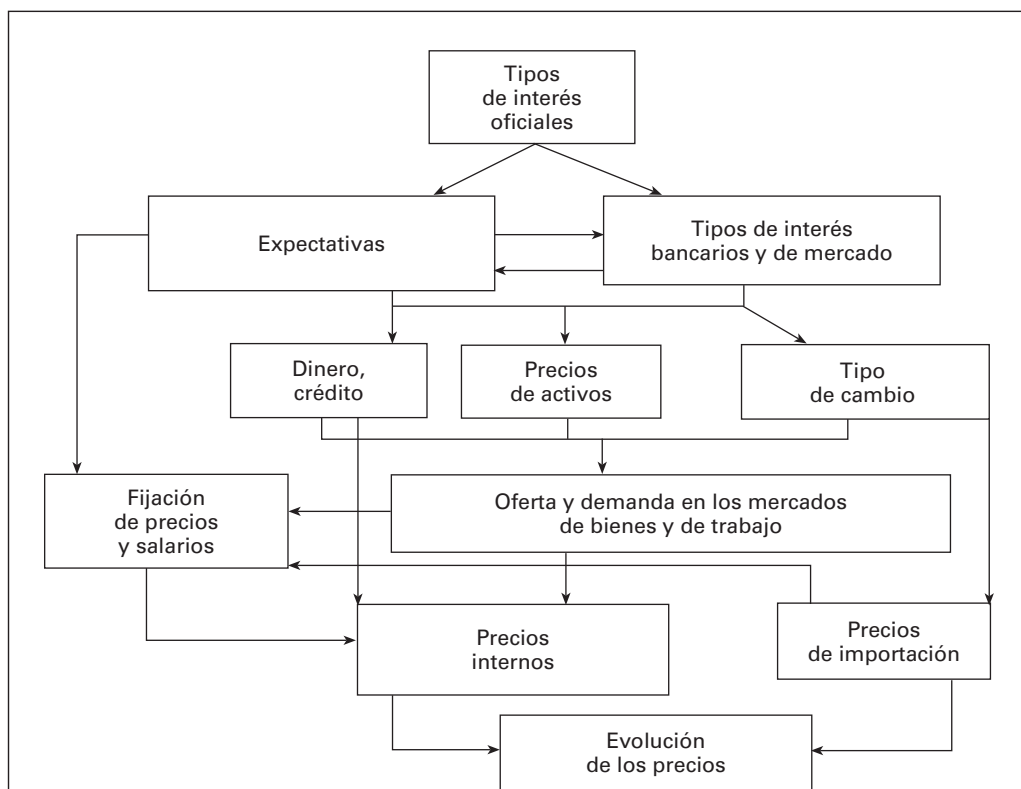 Tipos
de interés
oficiales
Expectativas
Tipos de interés
bancarios y de mercado
Dinero,
crédito
Precios
de activos
Tipo
de cambio
Fijación
de precios
y salarios
Oferta y demanda en los mercados
de bienes y de trabajo
Precios
internos
Precios
de importación
Evolución
de los precios